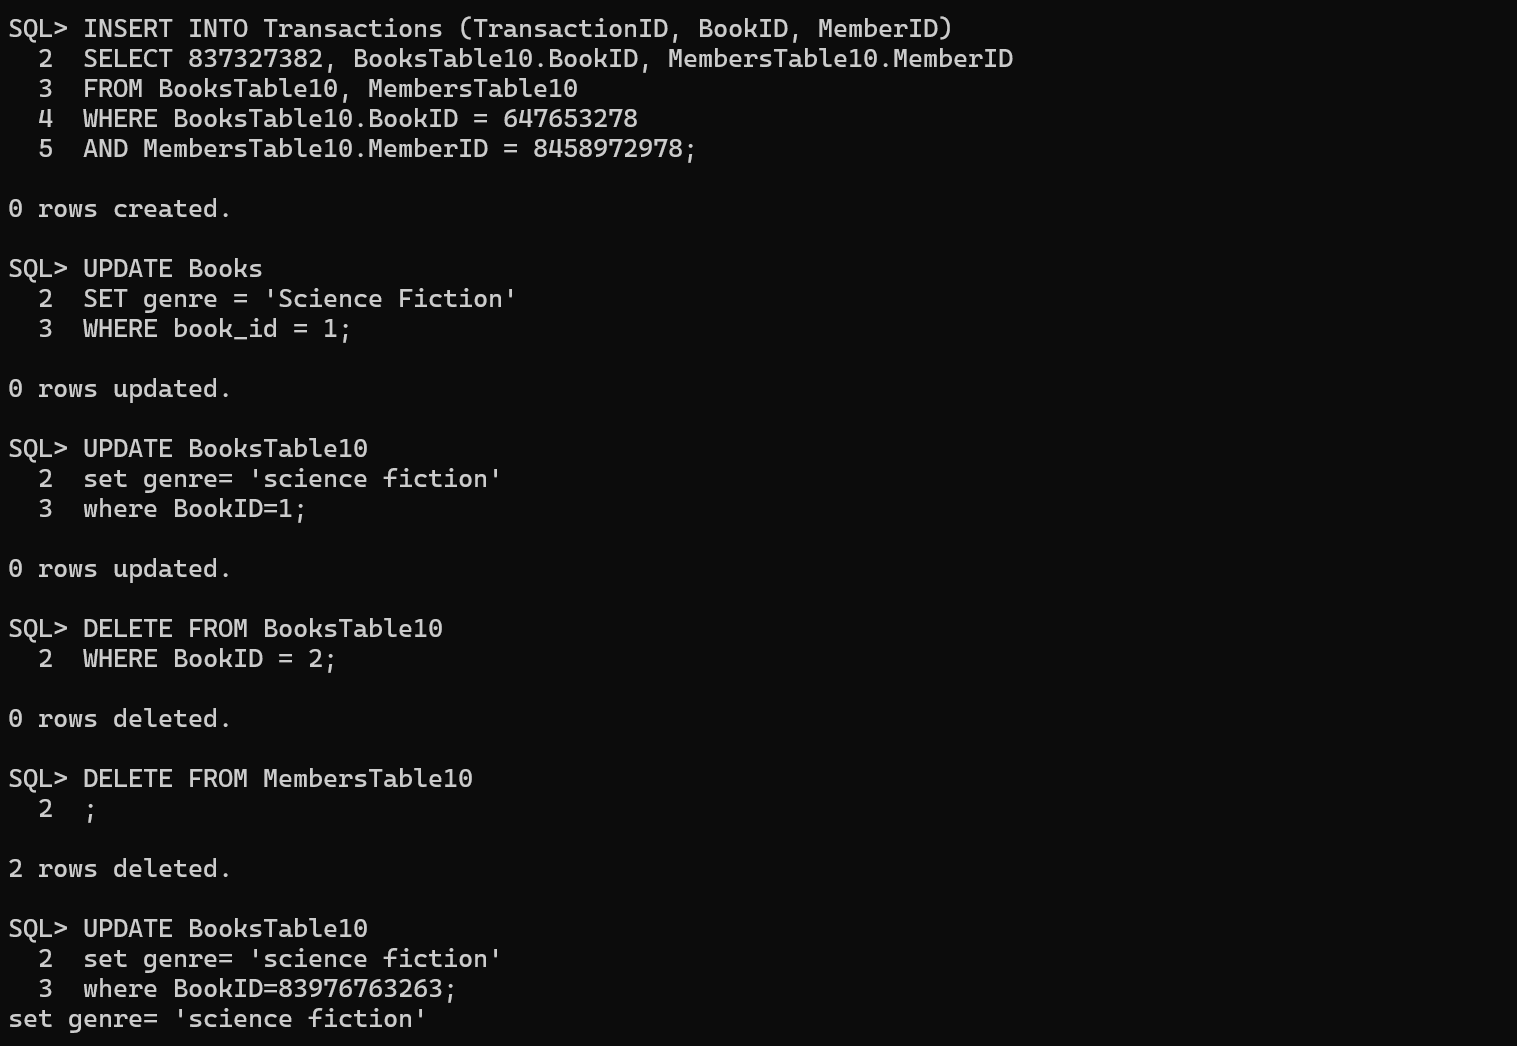 SQL> INSERT INTO Transactions (TransactionID, BookID, MemberID)
  2  SELECT 837327382, BooksTable10.BookID, MembersTable10.MemberID
  3  FROM BooksTable10, MembersTable10
  4  WHERE BooksTable10.BookID = 647653278
  5  AND MembersTable10.MemberID = 8458972978;
0 rows created.
SQL> UPDATE Books
  2  SET genre = 'Science Fiction'
  3  WHERE book_id = 1;
0 rows updated.
SQL> UPDATE BooksTable10
  2  set genre= 'science fiction'
  3  where BookID=1;
0 rows updated.
SQL> DELETE FROM BooksTable10
  2  WHERE BookID = 2;
0 rows deleted.
SQL> DELETE FROM MembersTable10
  2  ;
2 rows deleted.
SQL> UPDATE BooksTable10
  2  set genre= 'science fiction'
  3  where BookID=83976763263;
set genre= 'science fiction'